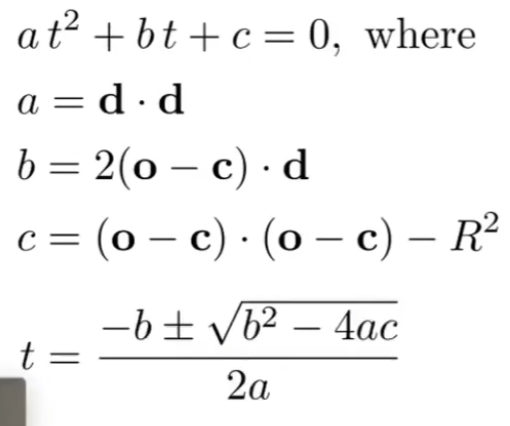 a t² + b t + c = 0, where
a = d · d
b = 2(o − c) · d
c = (o − c) · (o − c) − R²
t = (−b ± √(b² − 4ac)) / 2a